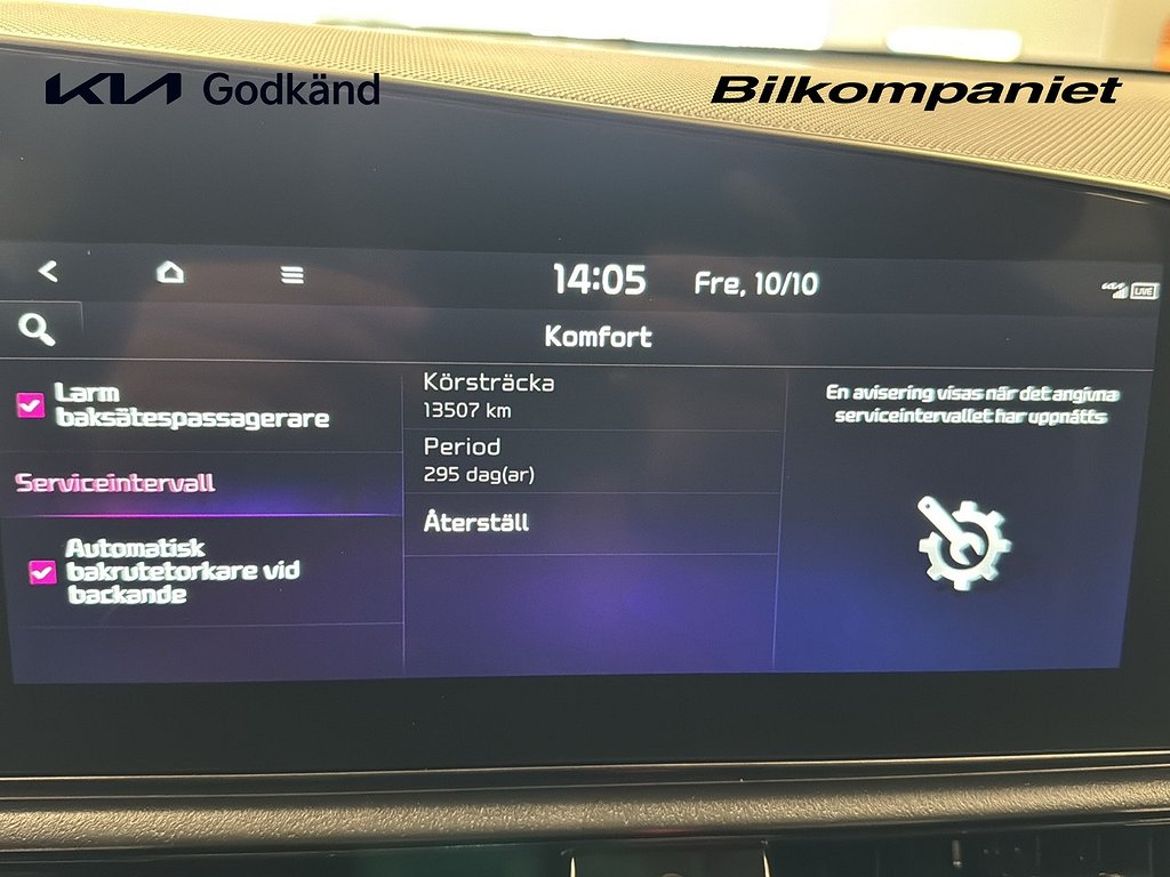 KIA Godkänd
Bilkompaniet
14:05 Fre, 10/10
LIVE
Komfort
Larm
baksätespassagerare
Serviceintervall
Automatisk
bakrutetorkare vid
backande
Körsträcka
13507 km
Period
295 dag(ar)
Återställ
En avisering visas när det angivna
serviceintervallet har uppnåtts